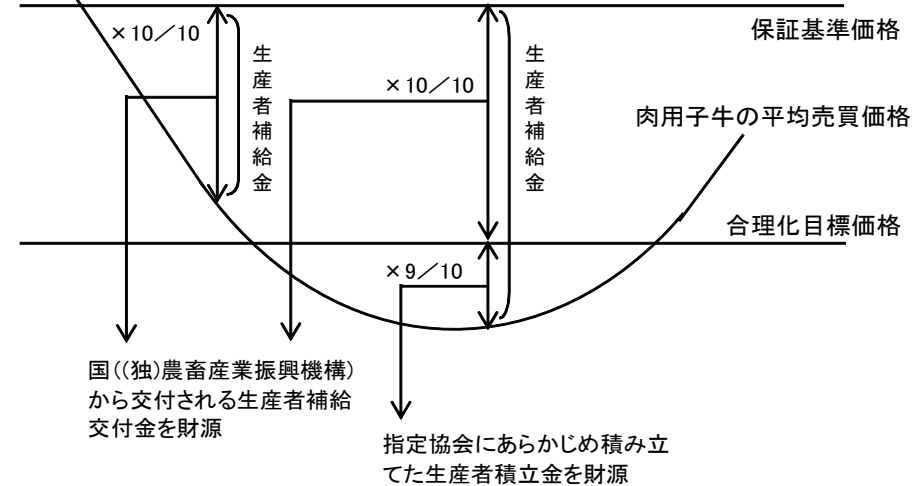 保証基準価格
×10／10
生産者補給金
×10／10
生産者補給金
肉用子牛の平均売買価格
合理化目標価格
×9／10
国((独)農畜産業振興機構)
から交付される生産者補給
交付金を財源
指定協会にあらかじめ積み立
てた生産者積立金を財源